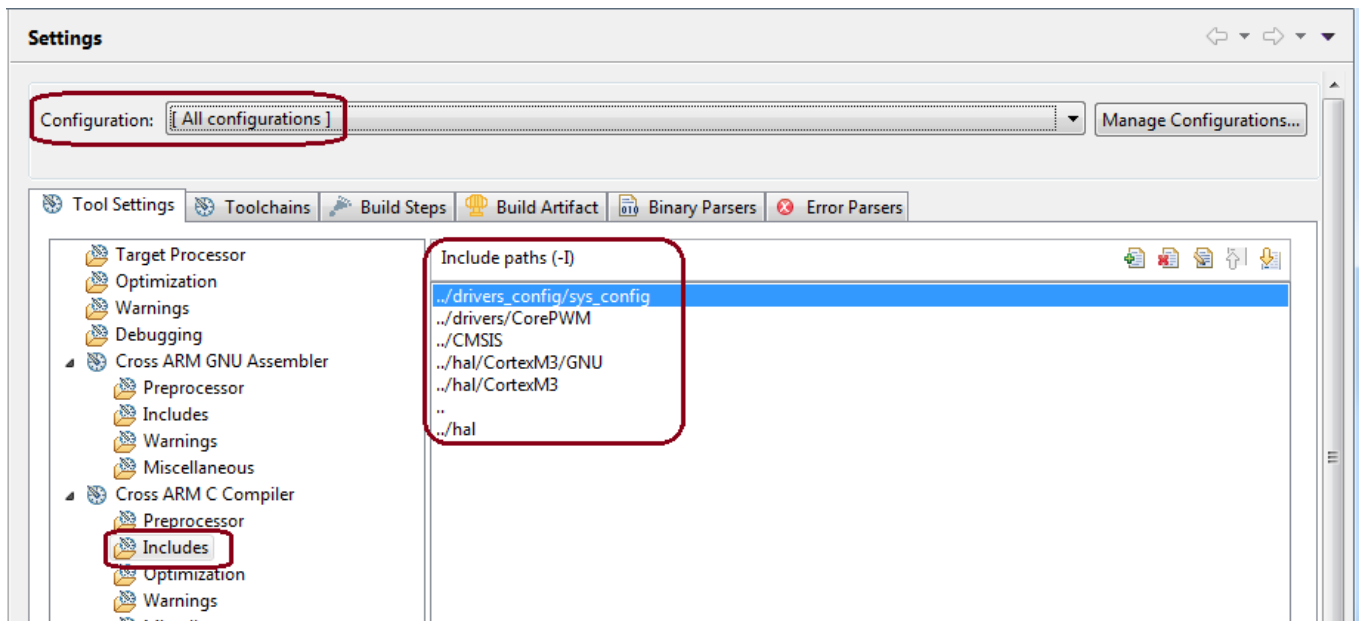 Settings
Configuration: [ All configurations ] Manage Configurations...
Tool Settings Toolchains Build Steps Build Artifact Binary Parsers Error Parsers
Target Processor
Optimization
Warnings
Debugging
Cross ARM GNU Assembler
Preprocessor
Includes
Warnings
Miscellaneous
Cross ARM C Compiler
Preprocessor
Includes
Optimization
Warnings
Include paths (-I)
../drivers_config/sys_config
../drivers/CorePWM
../CMSIS
../hal/CortexM3/GNU
../hal/CortexM3
..
../hal